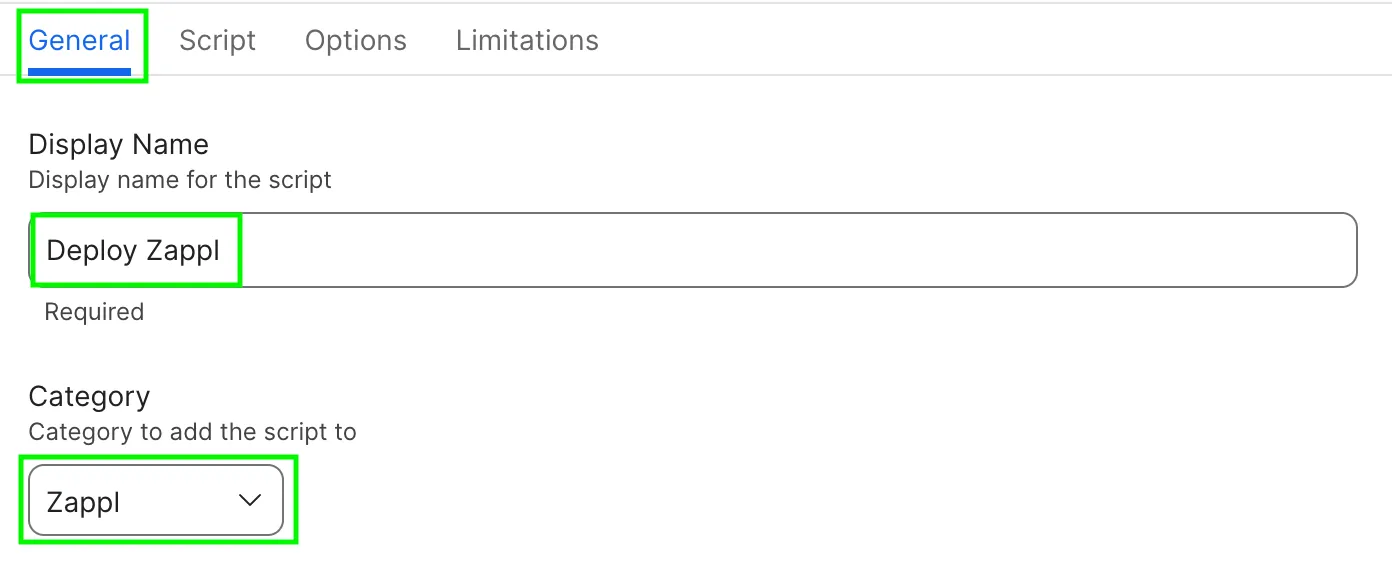 General Script Options Limitations
Display Name
Display name for the script
Deploy Zappl
Required
Category
Category to add the script to
Zappl